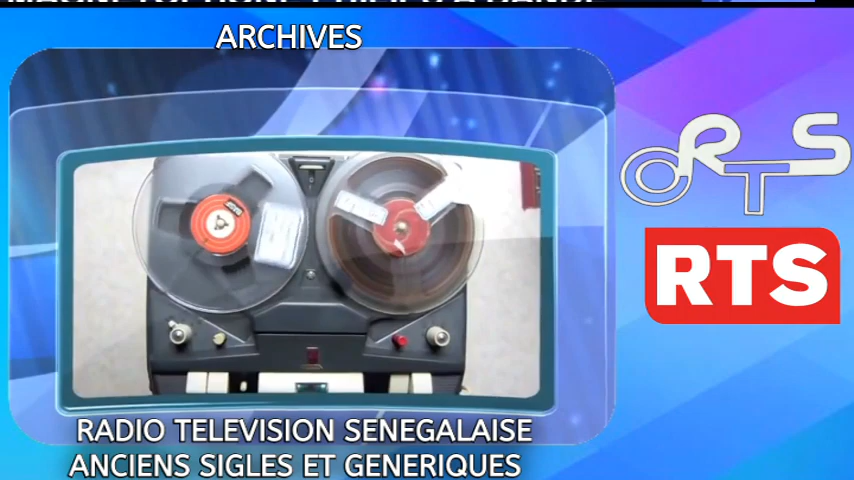 ARCHIVES
ORTS
RTS
RADIO TELEVISION SENEGALAISE
ANCIENS SIGLES ET GENERIQUES